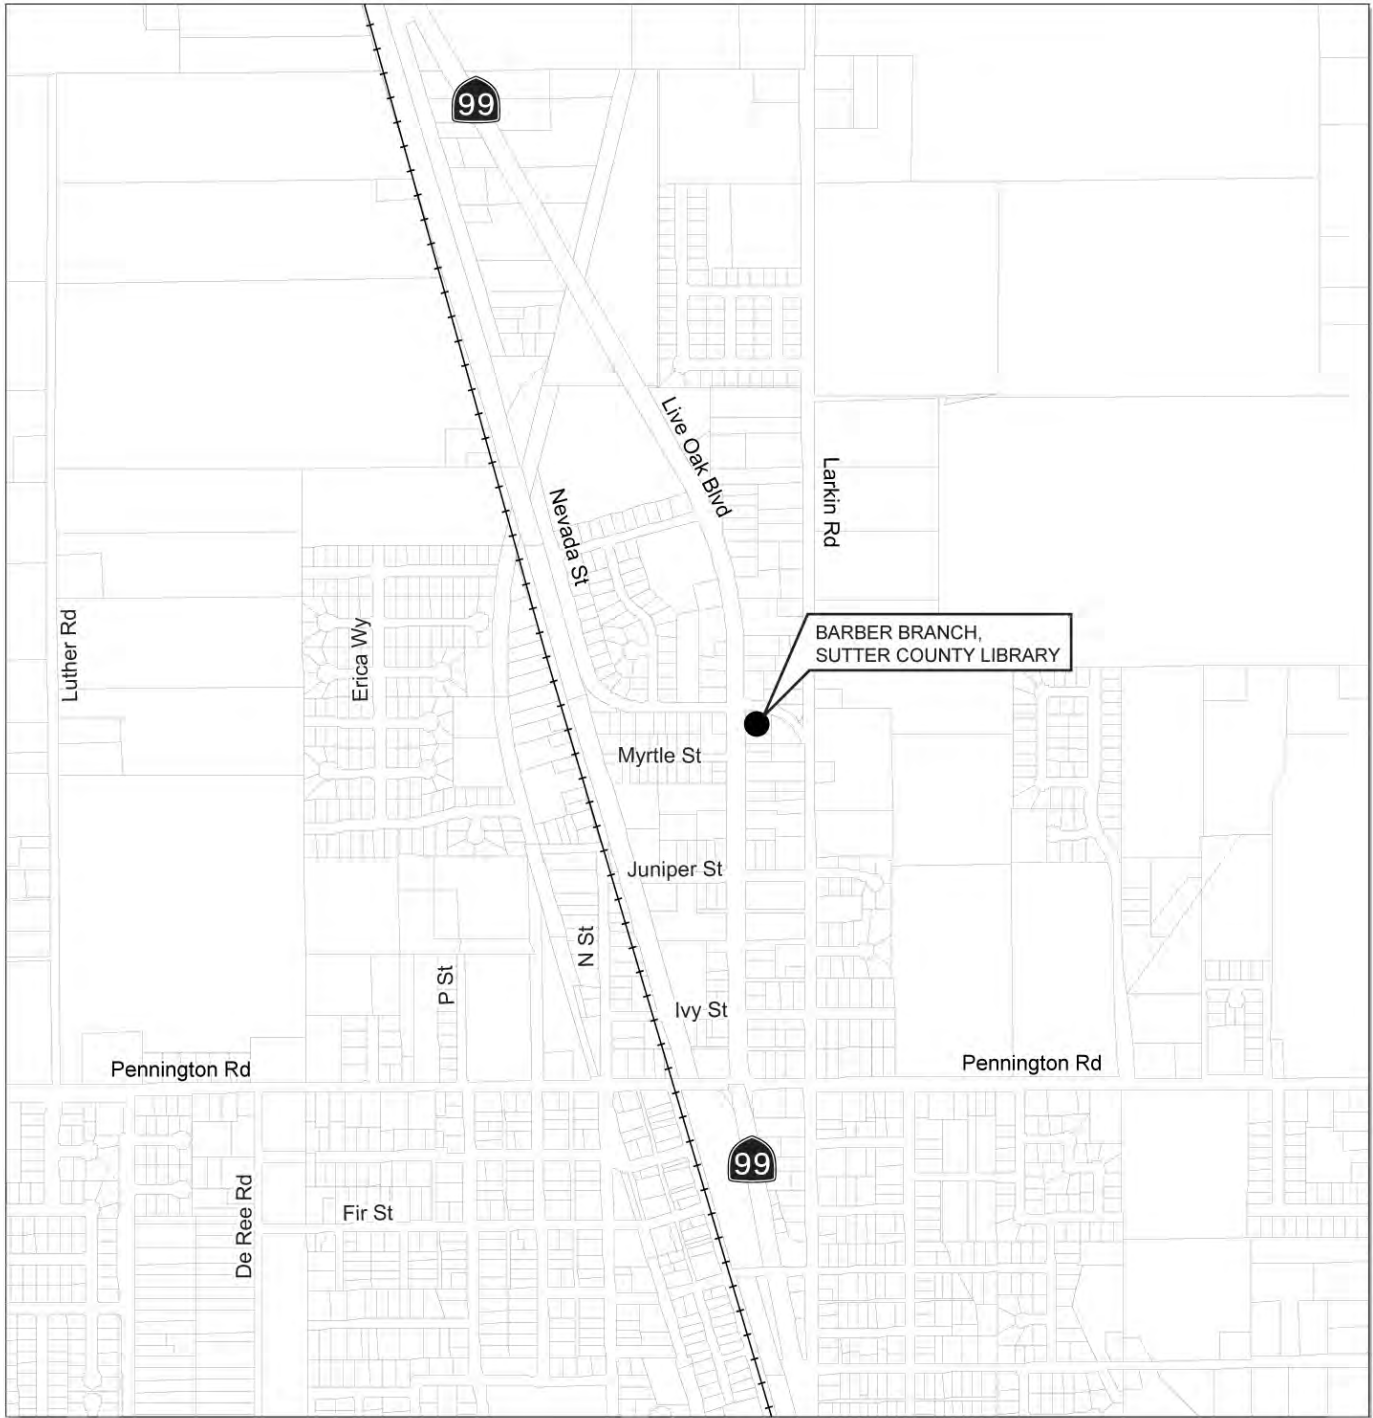 99
Live Oak Blvd
Larkin Rd
Nevada St
BARBER BRANCH,
SUTTER COUNTY LIBRARY
Luther Rd
Erica Wy
Myrtle St
Juniper St
N St
P St
Ivy St
Pennington Rd
Pennington Rd
99
De Ree Rd
Fir St